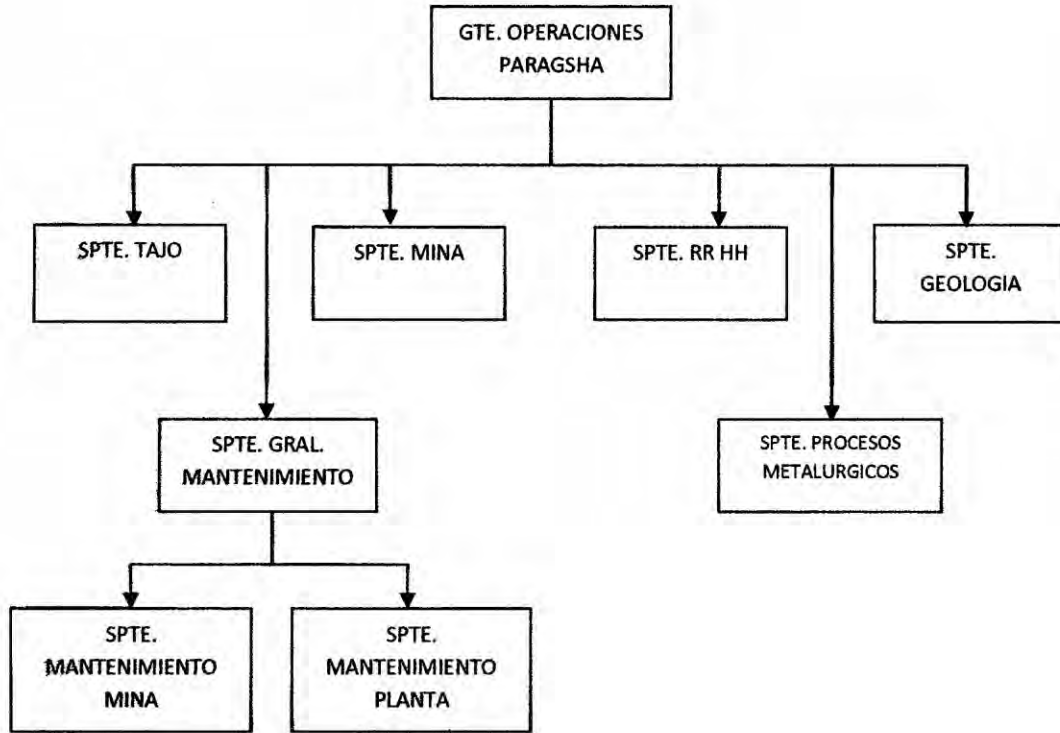 GTE. OPERACIONES
PARAGSHA
SPTE. TAJO
SPTE. MINA
SPTE. RR HH
SPTE.
GEOLOGIA
SPTE. GRAL.
MANTENIMIENTO
SPTE. PROCESOS
METALURGICOS
SPTE.
MANTENIMIENTO
MINA
SPTE.
MANTENIMIENTO
PLANTA